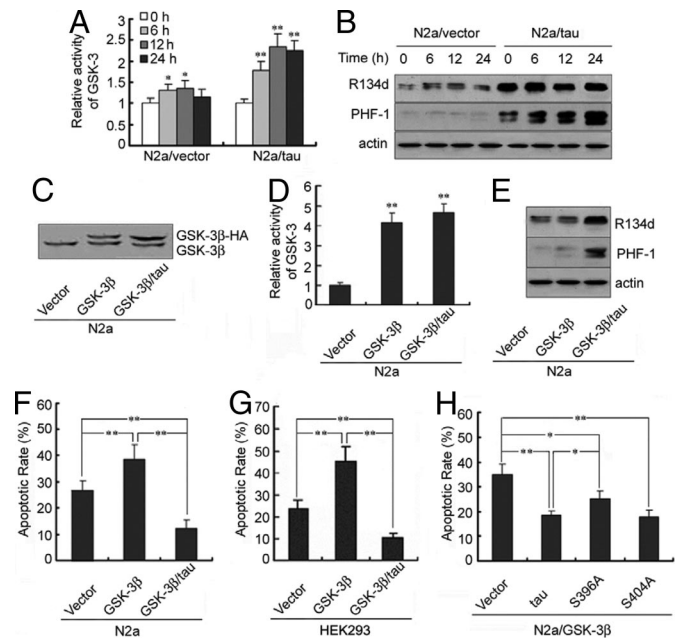 A
0 h
6 h
12 h
24 h
Relative activity
of GSK-3
3
2.5
2
1.5
1
0.5
0
* * ** ** **
N2a/vector N2a/tau
B
N2a/vector N2a/tau
Time (h) 0 6 12 24 0 6 12 24
R134d
PHF-1
actin
C
GSK-3β-HA
GSK-3β
Vector GSK-3β GSK-3β/tau
N2a
D
Relative activity
of GSK-3
6
5
4
3
2
1
0
** **
Vector GSK-3β GSK-3β/tau
N2a
E
R134d
PHF-1
actin
Vector GSK-3β GSK-3β/tau
N2a
F
Apoptotic Rate (%)
60
50
40
30
20
10
0
**
** **
Vector GSK-3β GSK-3β/tau
N2a
G
Apoptotic Rate (%)
70
60
50
40
30
20
10
0
**
** **
Vector GSK-3β GSK-3β/tau
HEK293
H
Apoptotic Rate (%)
60
50
40
30
20
10
0
**
*
** *
Vector tau S396A S404A
N2a/GSK-3β